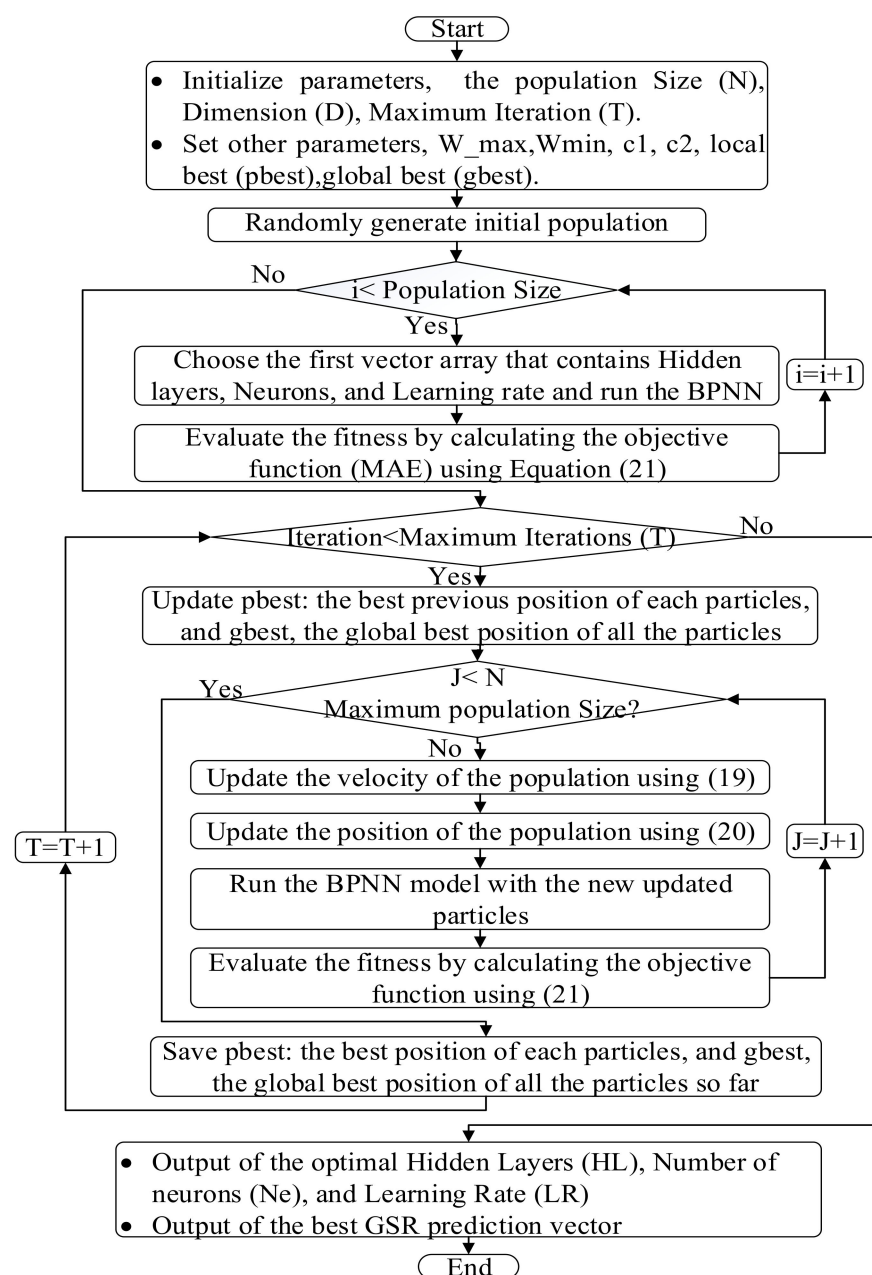 Start
• Initialize parameters, the population Size (N),
Dimension (D), Maximum Iteration (T).
• Set other parameters, W_max,Wmin, c1, c2, local
best (pbest),global best (gbest).
Randomly generate initial population
No
i< Population Size
Yes
Choose the first vector array that contains Hidden
layers, Neurons, and Learning rate and run the BPNN
i=i+1
Evaluate the fitness by calculating the objective
function (MAE) using Equation (21)
Iteration<Maximum Iterations (T)
No
Yes
Update pbest: the best previous position of each particles,
and gbest, the global best position of all the particles
J< N
Yes
Maximum population Size?
No
Update the velocity of the population using (19)
Update the position of the population using (20)
T=T+1
J=J+1
Run the BPNN model with the new updated
particles
Evaluate the fitness by calculating the objective
function using (21)
Save pbest: the best position of each particles, and gbest,
the global best position of all the particles so far
• Output of the optimal Hidden Layers (HL), Number of
neurons (Ne), and Learning Rate (LR)
• Output of the best GSR prediction vector
End